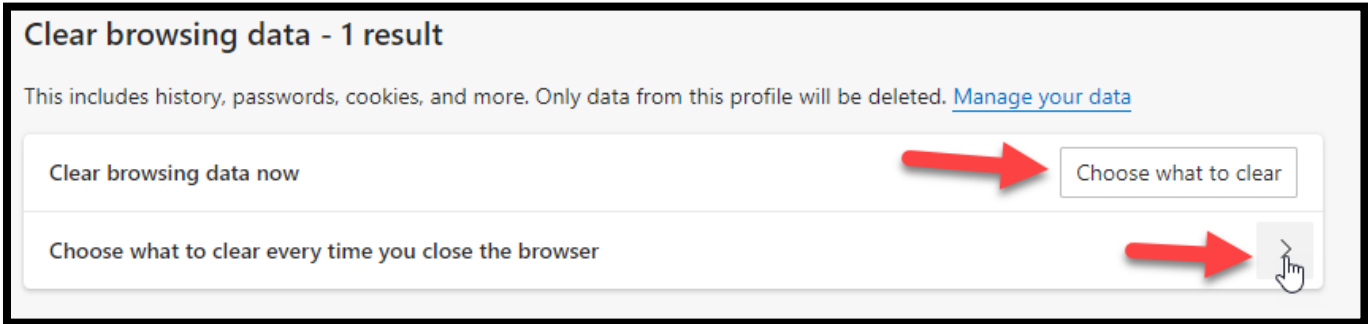 Clear browsing data - 1 result
This includes history, passwords, cookies, and more. Only data from this profile will be deleted. Manage your data
Clear browsing data now
Choose what to clear
Choose what to clear every time you close the browser